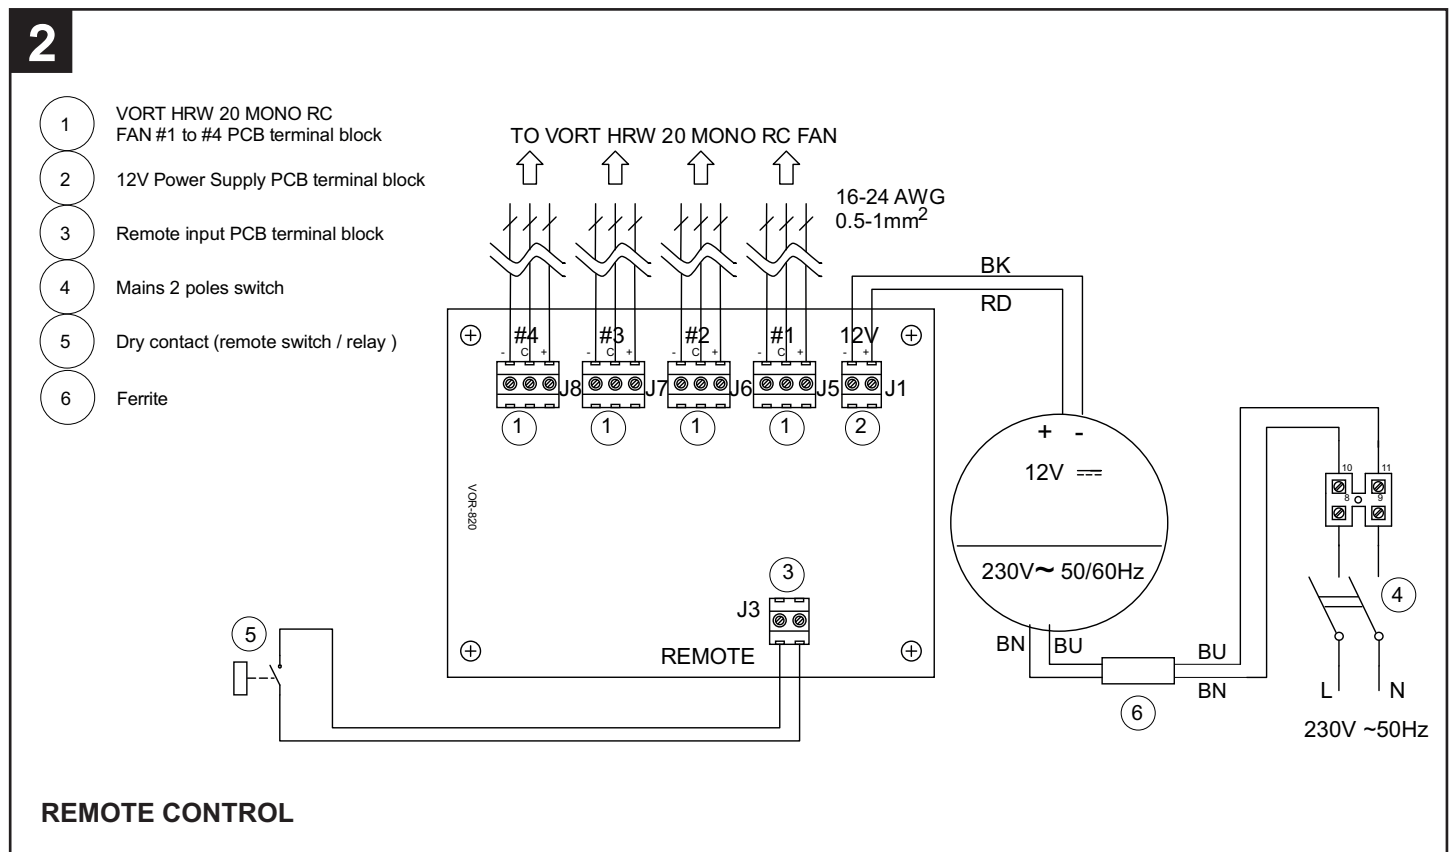 2
1
VORT HRW 20 MONO RC
FAN #1 to #4 PCB terminal block
2
12V Power Supply PCB terminal block
3
Remote input PCB terminal block
4
Mains 2 poles switch
5
Dry contact (remote switch / relay )
6
Ferrite
TO VORT HRW 20 MONO RC FAN
16-24 AWG
0.5-1mm2
BK
RD
#4 #3 #2 #1 12V
- C + - C + - C + - C + - +
J8 J7 J6 J5 J1
1 1 1 1 2
+ -
12V
10 11
8 9
VOR-820
230V~ 50/60Hz
3
4
J3
5
BN BU
BU
REMOTE
BN
L N
6
230V ~50Hz
REMOTE CONTROL